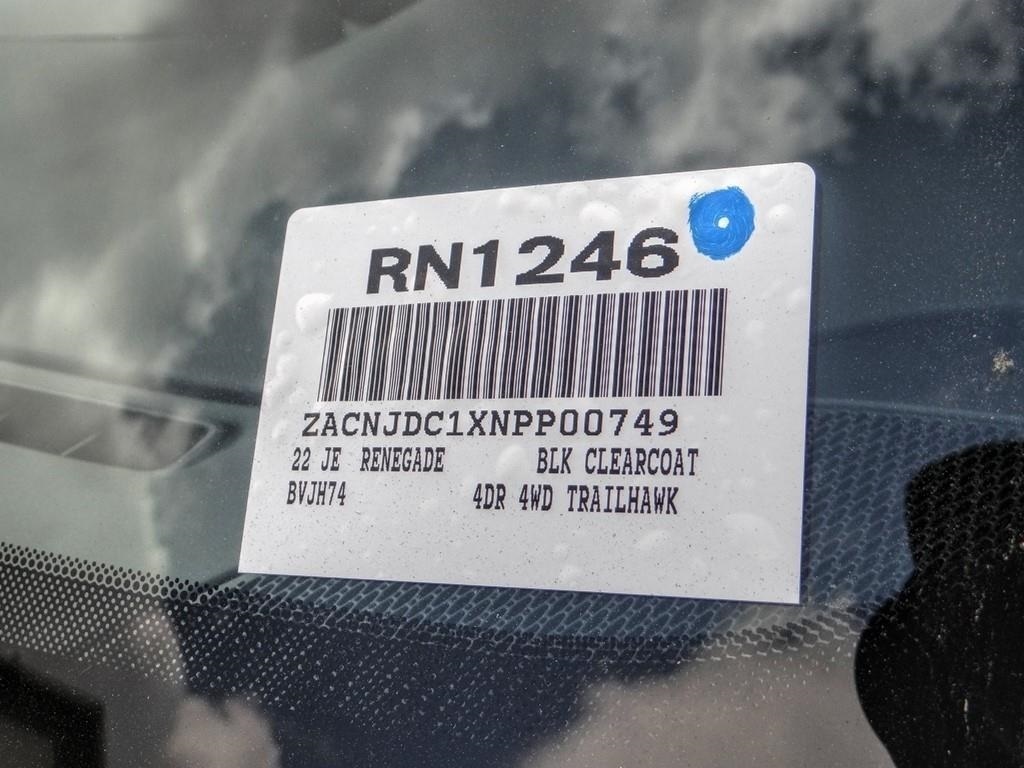 RN1246
ZACNJDC1XNPP00749
22 JE RENEGADE BLK CLEARCOAT
BVJH74 4DR 4WD TRAILHAWK